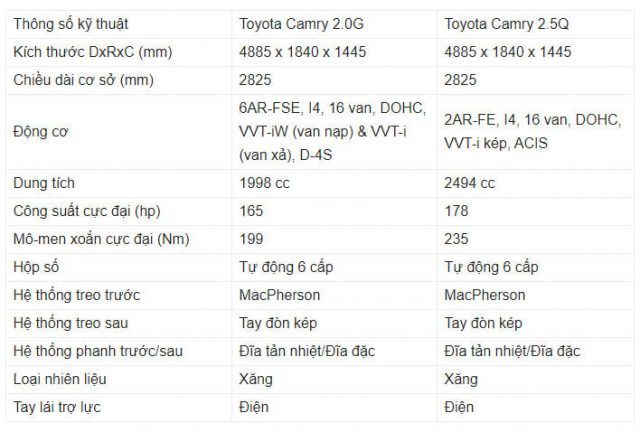 Thông số kỹ thuật Toyota Camry 2.0G Toyota Camry 2.5Q
Kích thước DxRxC (mm) 4885 x 1840 x 1445 4885 x 1840 x 1445
Chiều dài cơ sở (mm) 2825 2825
Động cơ
6AR-FSE, I4, 16 van, DOHC,
VVT-iW (van nạp) & VVT-i
(van xả), D-4S
2AR-FE, I4, 16 van, DOHC,
VVT-i kép, ACIS
Dung tích 1998 cc 2494 cc
Công suất cực đại (hp) 165 178
Mô-men xoắn cực đại (Nm) 199 235
Hộp số Tự động 6 cấp Tự động 6 cấp
Hệ thống treo trước MacPherson MacPherson
Hệ thống treo sau Tay đòn kép Tay đòn kép
Hệ thống phanh trước/sau Đĩa tản nhiệt/Đĩa đặc Đĩa tản nhiệt/Đĩa đặc
Loại nhiên liệu Xăng Xăng
Tay lái trợ lực Điện Điện